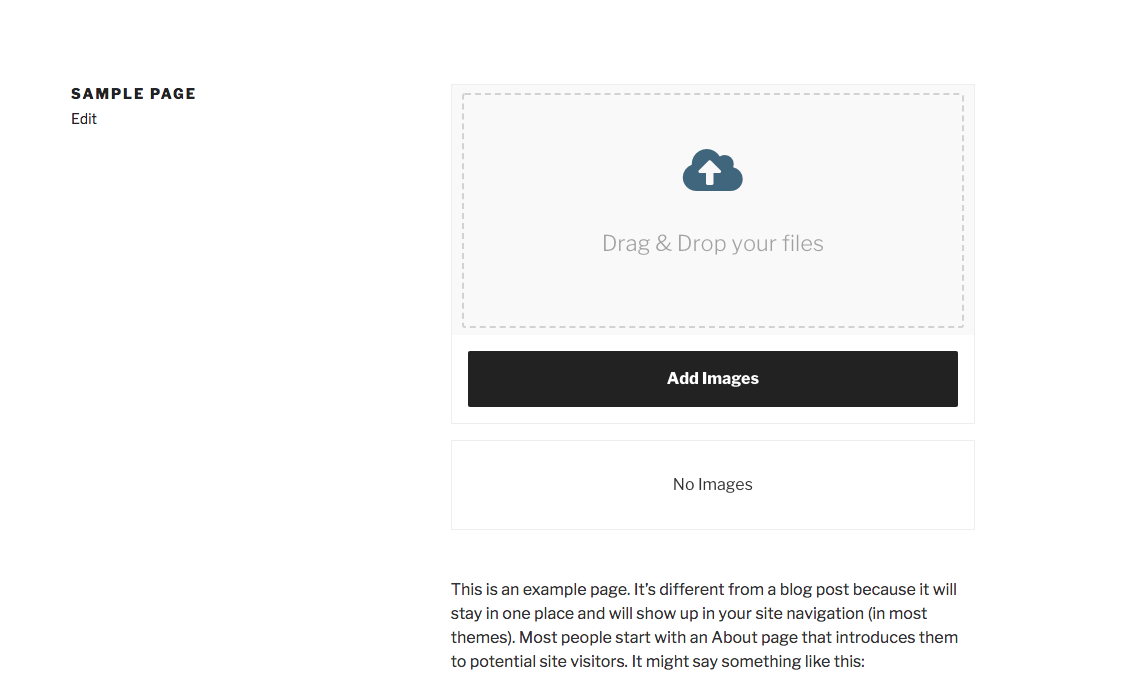 SAMPLE PAGE
Edit
Drag & Drop your files
Add Images
No Images
This is an example page. It’s different from a blog post because it will
stay in one place and will show up in your site navigation (in most
themes). Most people start with an About page that introduces them
to potential site visitors. It might say something like this: